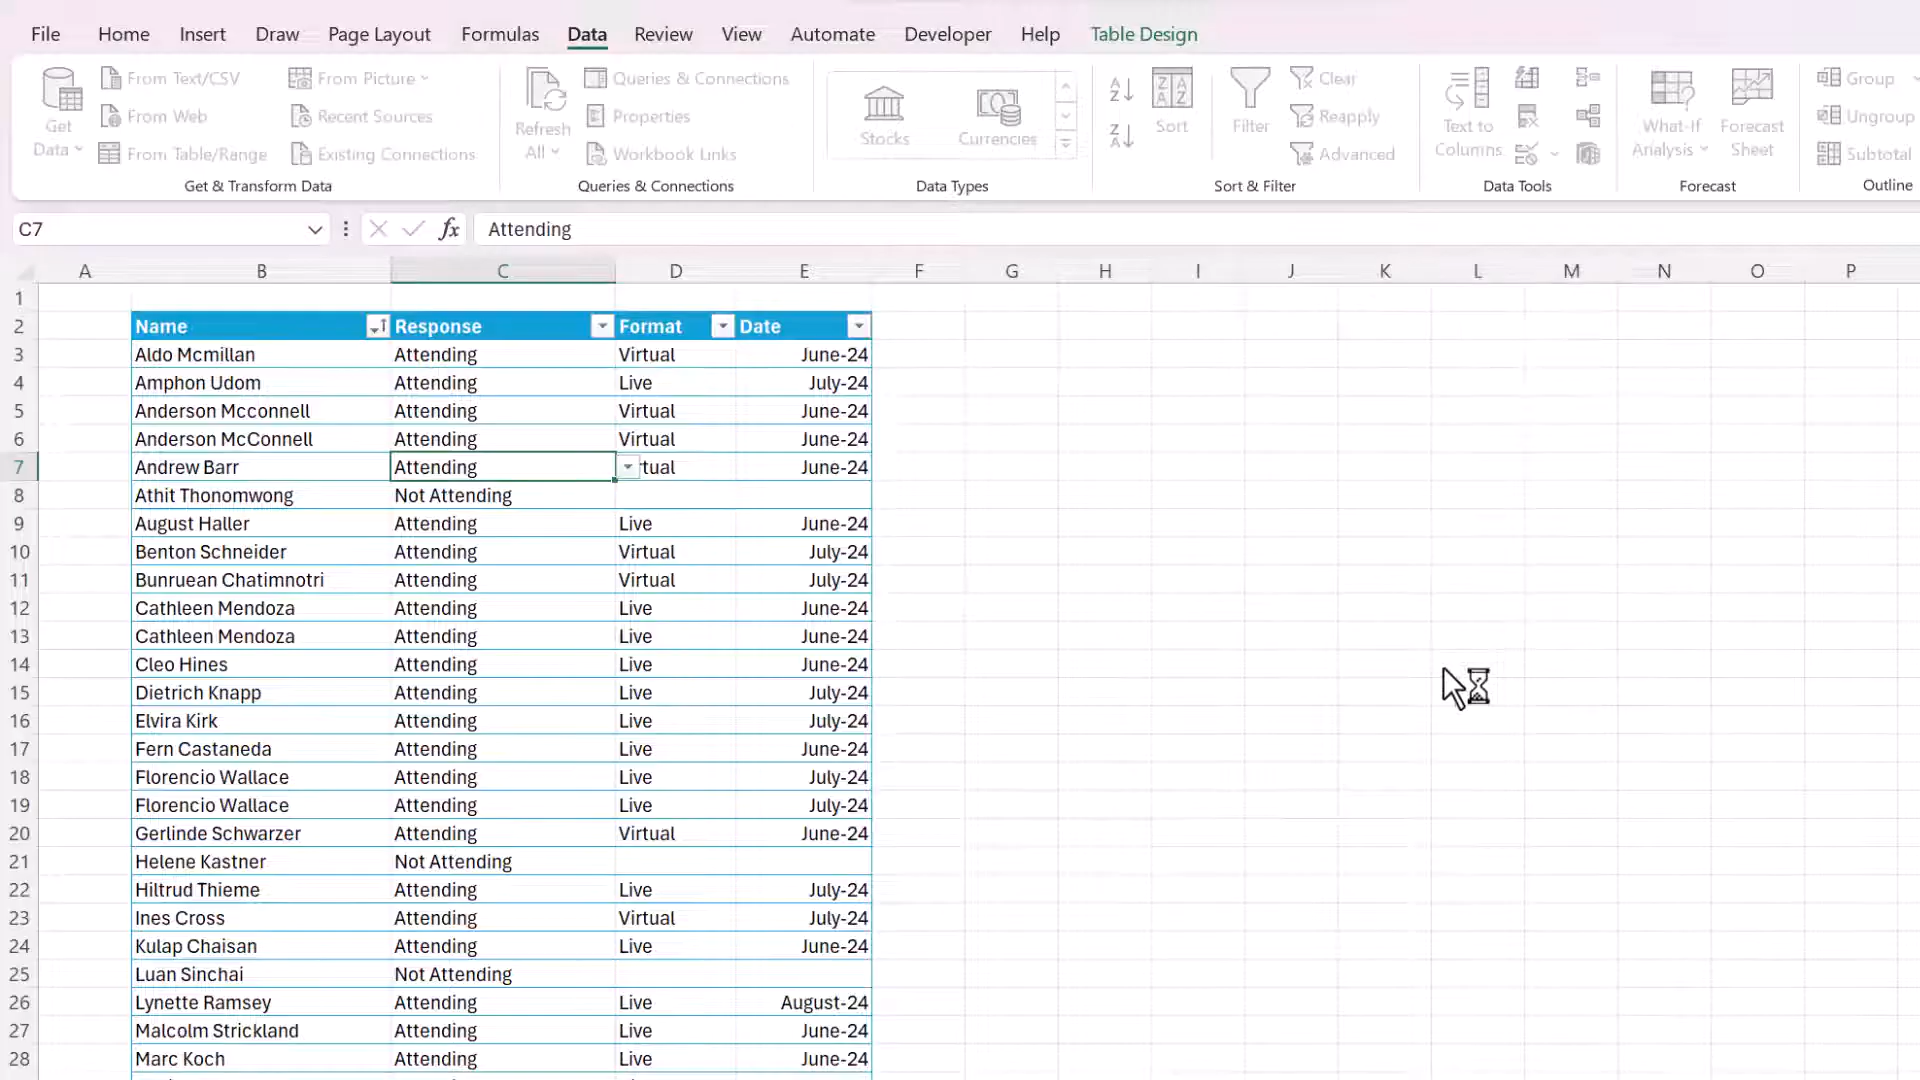 File Home Insert Draw Page Layout Formulas Data Review View Automate Developer Help Table Design
From Text/CSV From Picture Queries & Connections Clear Group
Get Data From Web Recent Sources Refresh All Properties Stocks Currencies Sort Filter Reapply Text to Columns What-If Analysis Forecast Sheet Ungroup
From Table/Range Existing Connections Workbook Links Advanced Subtotal
Get & Transform Data Queries & Connections Data Types Sort & Filter Data Tools Forecast Outline
C7 fx Attending
A B C D E F G H I J K L M N O P
1
2 Name Response Format Date
3 Aldo Mcmillan Attending Virtual June-24
4 Amphon Udom Attending Live July-24
5 Anderson Mcconnell Attending Virtual June-24
6 Anderson McConnell Attending Virtual June-24
7 Andrew Barr Attending tual June-24
8 Athit Thonomwong Not Attending
9 August Haller Attending Live June-24
10 Benton Schneider Attending Virtual July-24
11 Bunruean Chatimnotri Attending Virtual July-24
12 Cathleen Mendoza Attending Live June-24
13 Cathleen Mendoza Attending Live June-24
14 Cleo Hines Attending Live June-24
15 Dietrich Knapp Attending Live July-24
16 Elvira Kirk Attending Live July-24
17 Fern Castaneda Attending Live June-24
18 Florencio Wallace Attending Live July-24
19 Florencio Wallace Attending Live July-24
20 Gerlinde Schwarzer Attending Virtual June-24
21 Helene Kastner Not Attending
22 Hiltrud Thieme Attending Live July-24
23 Ines Cross Attending Virtual July-24
24 Kulap Chaisan Attending Live June-24
25 Luan Sinchai Not Attending
26 Lynette Ramsey Attending Live August-24
27 Malcolm Strickland Attending Live June-24
28 Marc Koch Attending Live June-24